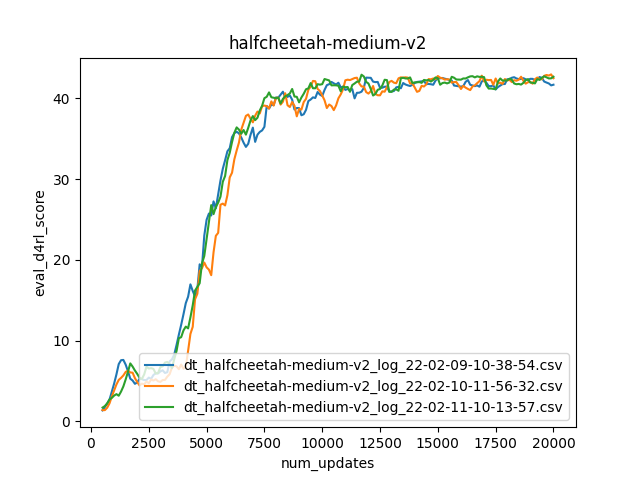 halfcheetah-medium-v2
eval_d4rl_score
40
30
20
10
0
dt_halfcheetah-medium-v2_log_22-02-09-10-38-54.csv
dt_halfcheetah-medium-v2_log_22-02-10-11-56-32.csv
dt_halfcheetah-medium-v2_log_22-02-11-10-13-57.csv
0 2500 5000 7500 10000 12500 15000 17500 20000
num_updates